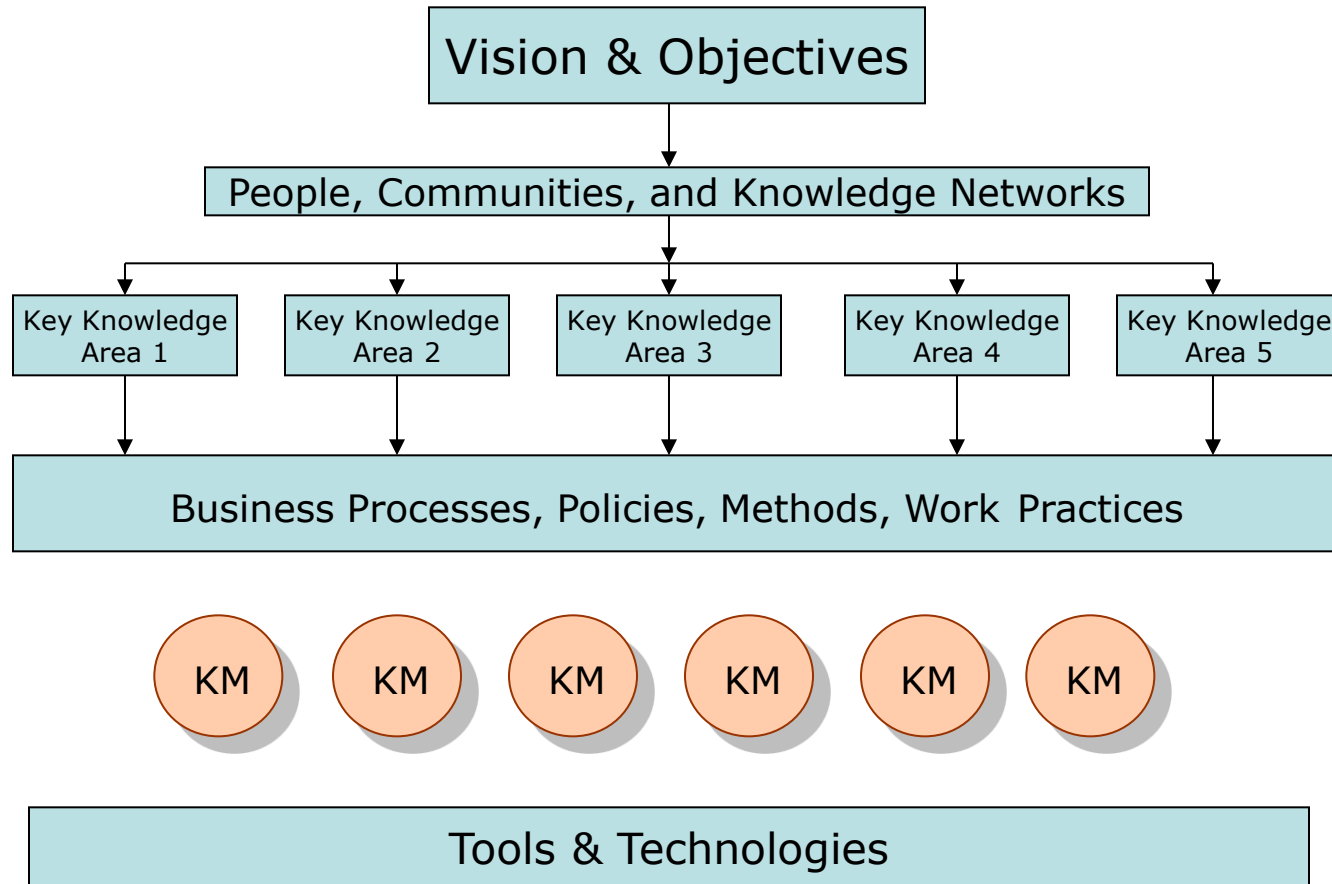 Vision & Objectives
People, Communities, and Knowledge Networks
Key Knowledge
Area 1
Key Knowledge
Area 2
Key Knowledge
Area 3
Key Knowledge
Area 4
Key Knowledge
Area 5
Business Processes, Policies, Methods, Work Practices
KM
KM
KM
KM
KM
KM
Tools & Technologies